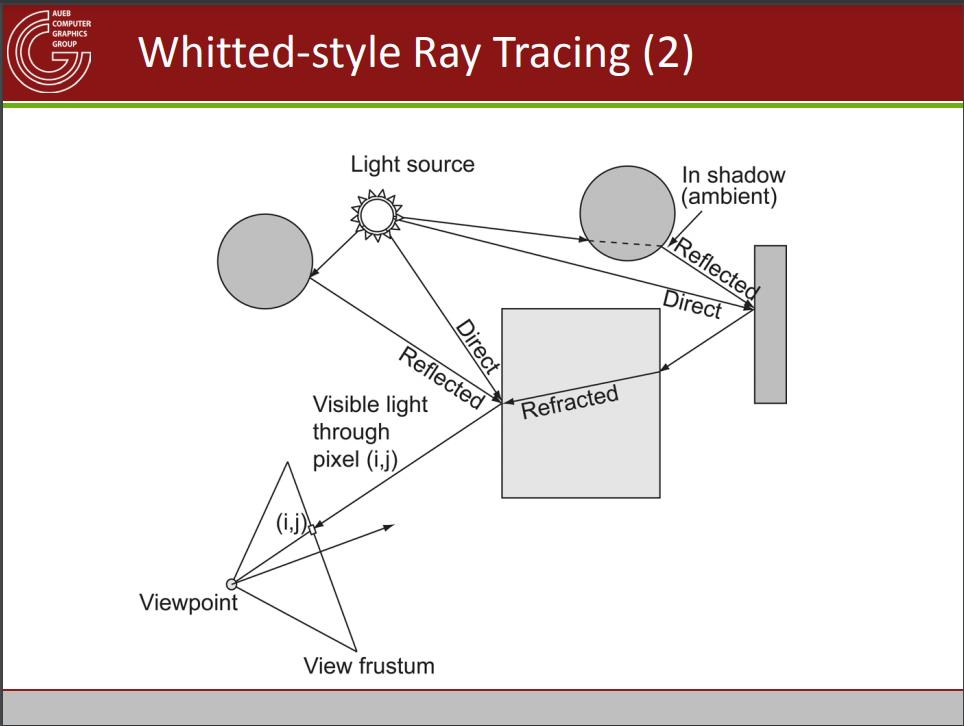 AUEB
COMPUTER
GRAPHICS
GROUP
Whitted-style Ray Tracing (2)
Light source
In shadow
(ambient)
Reflected
Direct
Direct
Reflected
Refracted
Visible light
through
pixel (i,j)
(i,j)
Viewpoint
View frustum